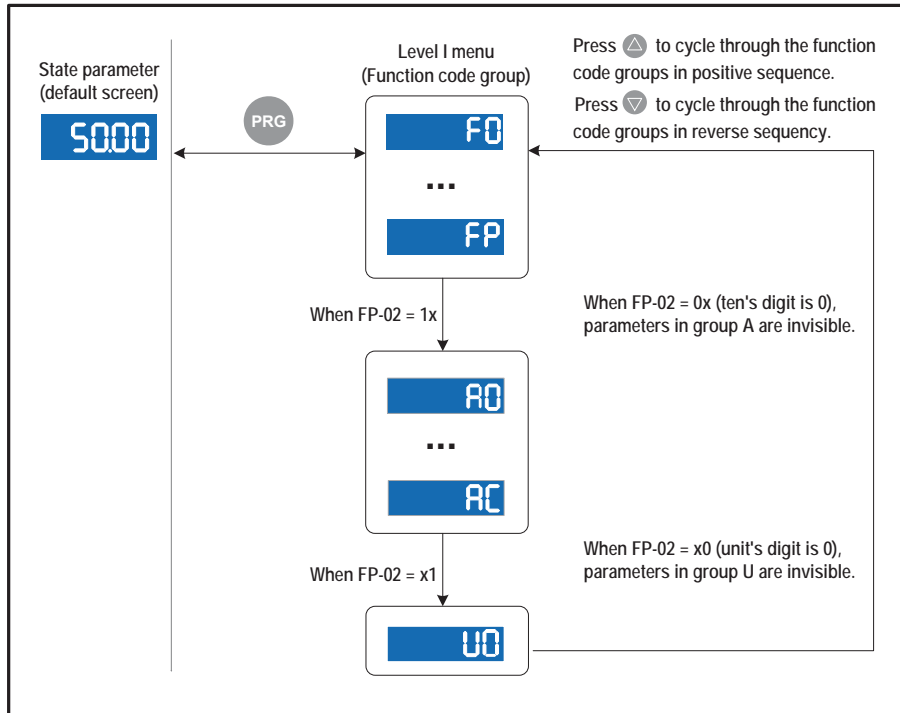 State parameter
(default screen)
50.00
PRG
Level I menu
(Function code group)
F0
...
FP
Press △ to cycle through the function
code groups in positive sequence.
Press ▽ to cycle through the function
code groups in reverse sequency.
When FP-02 = 1x
When FP-02 = 0x (ten's digit is 0),
parameters in group A are invisible.
A0
...
AC
When FP-02 = x1
When FP-02 = x0 (unit's digit is 0),
parameters in group U are invisible.
U0